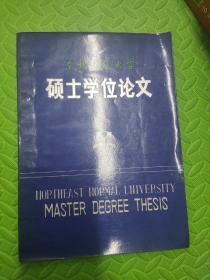 硕士学位论文
NORTHEAST NORMAL UNIVERSITY
MASTER DEGREE THESIS